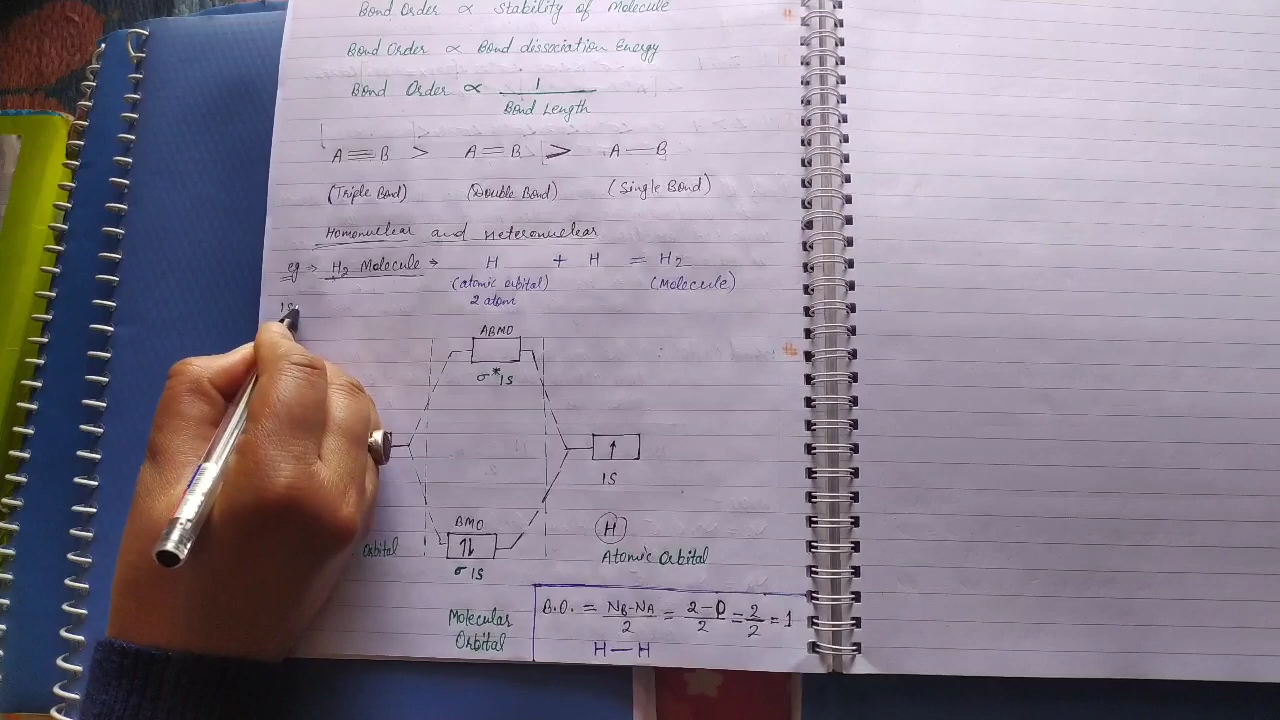 Bond Order ∝ stability of Molecule
Bond Order ∝ Bond dissociation Energy
Bond Order ∝ 1 / Bond Length
A≡B > A=B > A—B
(Triple Bond) (Double Bond) (Single Bond)
Homonuclear and Heteronuclear
eg → H2 Molecule → H + H = H2
(atomic orbital) (Molecule)
2 atom
1s
ABMO
σ*1s
↑
1s
BMO
H
↑↓
orbital
Atomic Orbital
σ1s
B.O. = NB-NA / 2 = 2-0 / 2 = 2/2 = 1
Molecular
Orbital
H—H